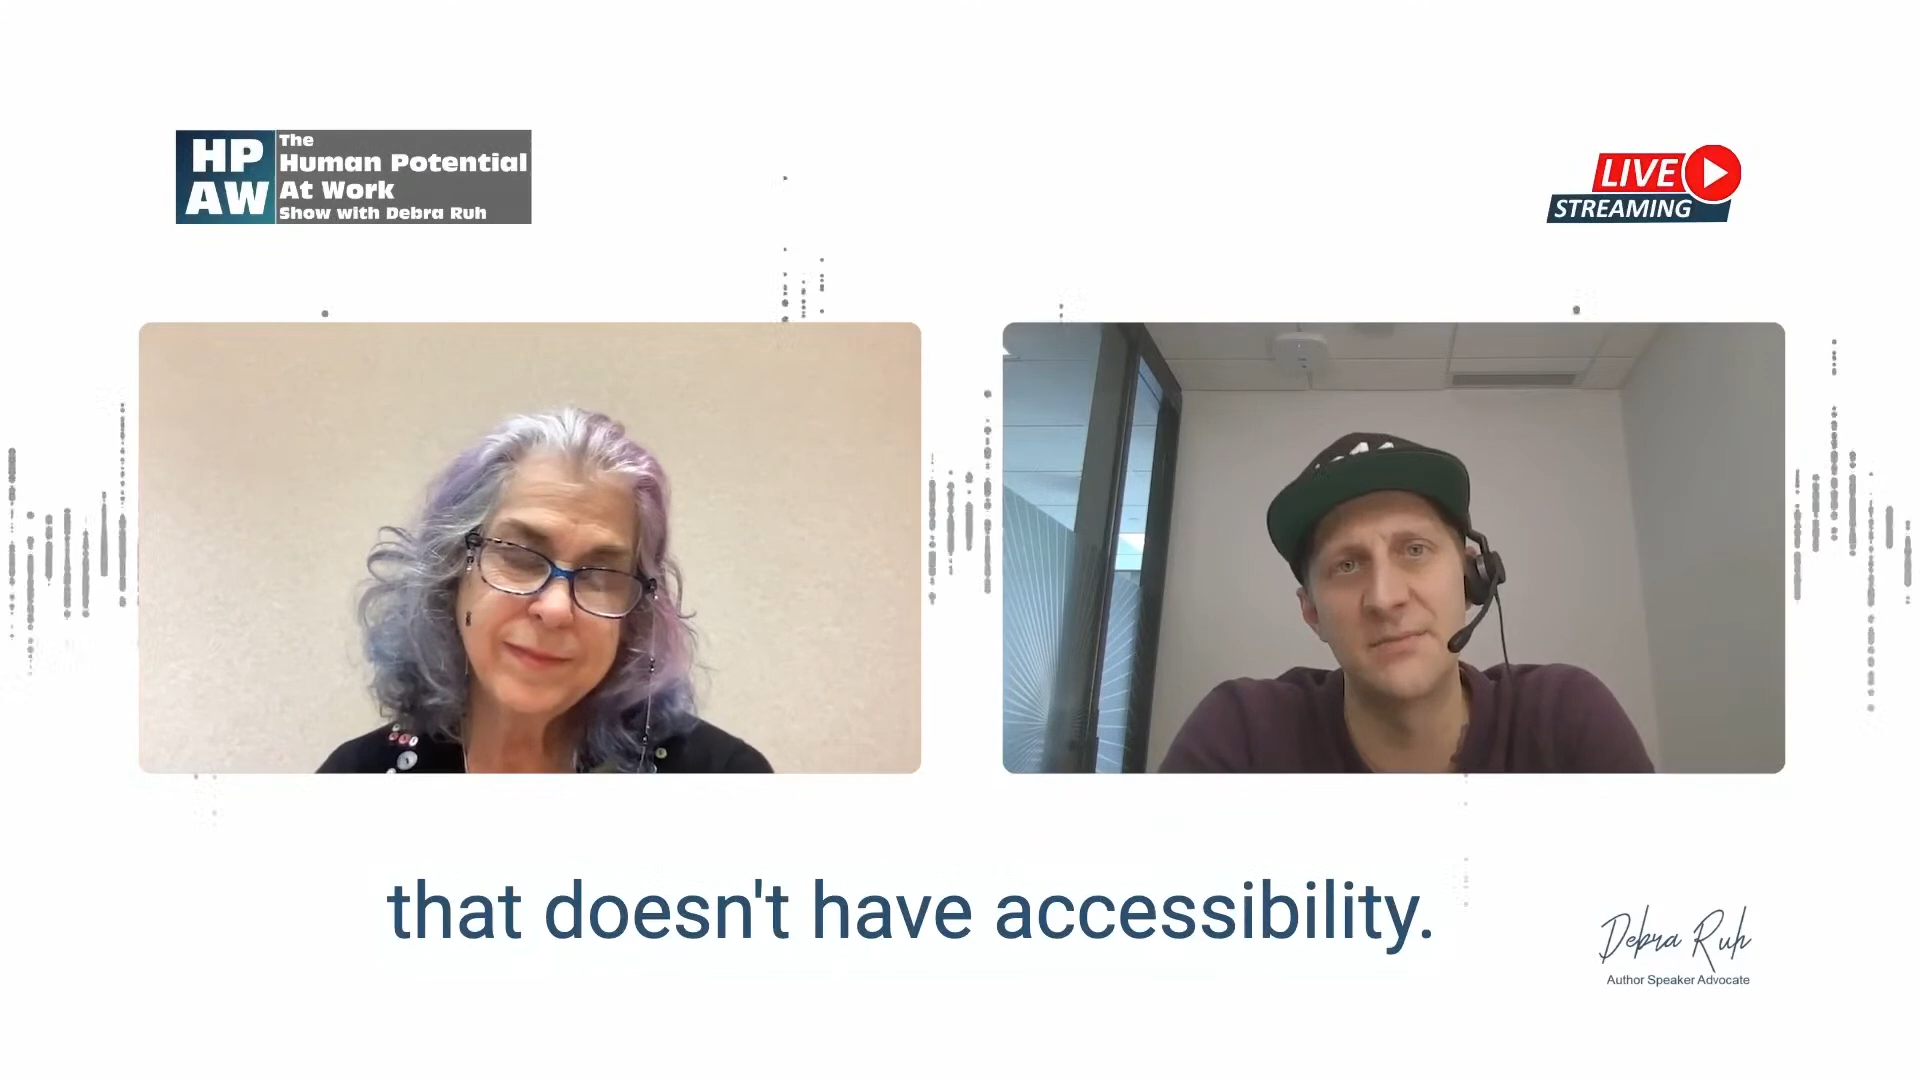 HP
AW
The
Human Potential
At Work
Show with Debra Ruh
LIVE
STREAMING
that doesn't have accessibility.
Debra Ruh
Author Speaker Advocate